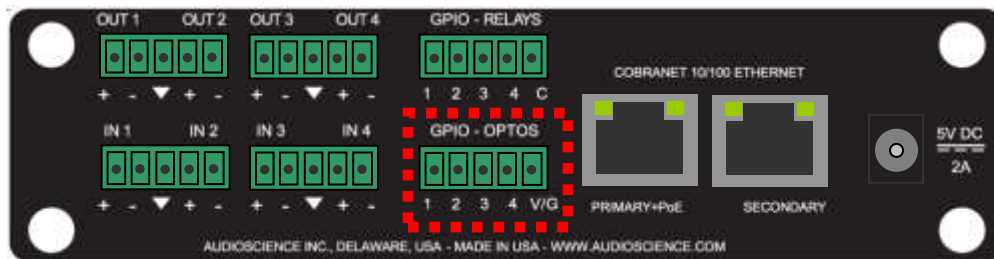 OUT 1 OUT 2 OUT 3 OUT 4 GPIO - RELAYS
COBRANET 10/100 ETHERNET
+ - ▼ + - + - ▼ + - 1 2 3 4 C
IN 1 IN 2 IN 3 IN 4 GPIO - OPTOS
5V DC
2A
+ - ▼ + - + - ▼ + - 1 2 3 4 V/G PRIMARY+PoE SECONDARY
AUDIOSCIENCE INC., DELAWARE, USA - MADE IN USA - WWW.AUDIOSCIENCE.COM